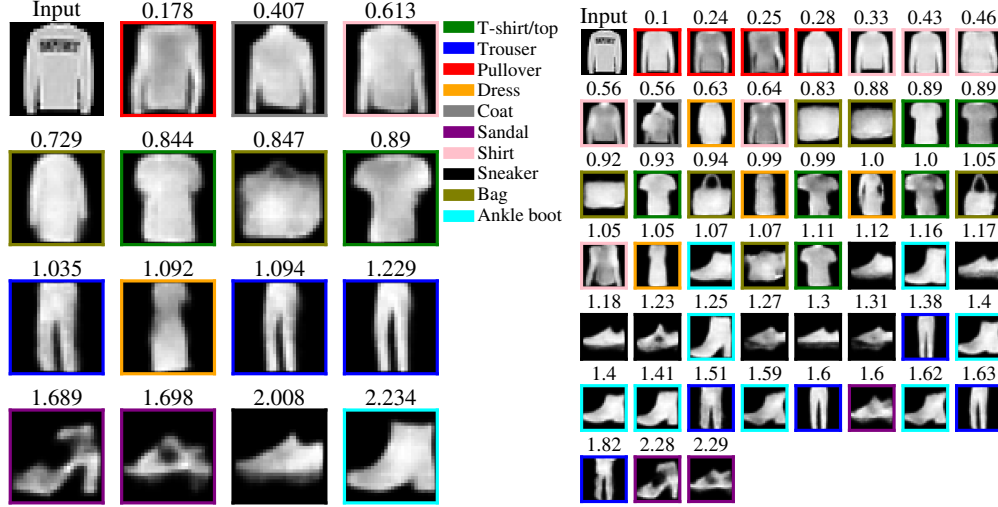 Input 0.178 0.407 0.613
0.729 0.844 0.847 0.89
1.035 1.092 1.094 1.229
1.689 1.698 2.008 2.234
T-shirt/top
Trouser
Pullover
Dress
Coat
Sandal
Shirt
Sneaker
Bag
Ankle boot
Input 0.1 0.24 0.25 0.28 0.33 0.43 0.46
0.56 0.56 0.63 0.64 0.83 0.88 0.89 0.89
0.92 0.93 0.94 0.99 0.99 1.0 1.0 1.05
1.05 1.05 1.07 1.07 1.11 1.12 1.16 1.17
1.18 1.23 1.25 1.27 1.3 1.31 1.38 1.4
1.4 1.41 1.51 1.59 1.6 1.6 1.62 1.63
1.82 2.28 2.29